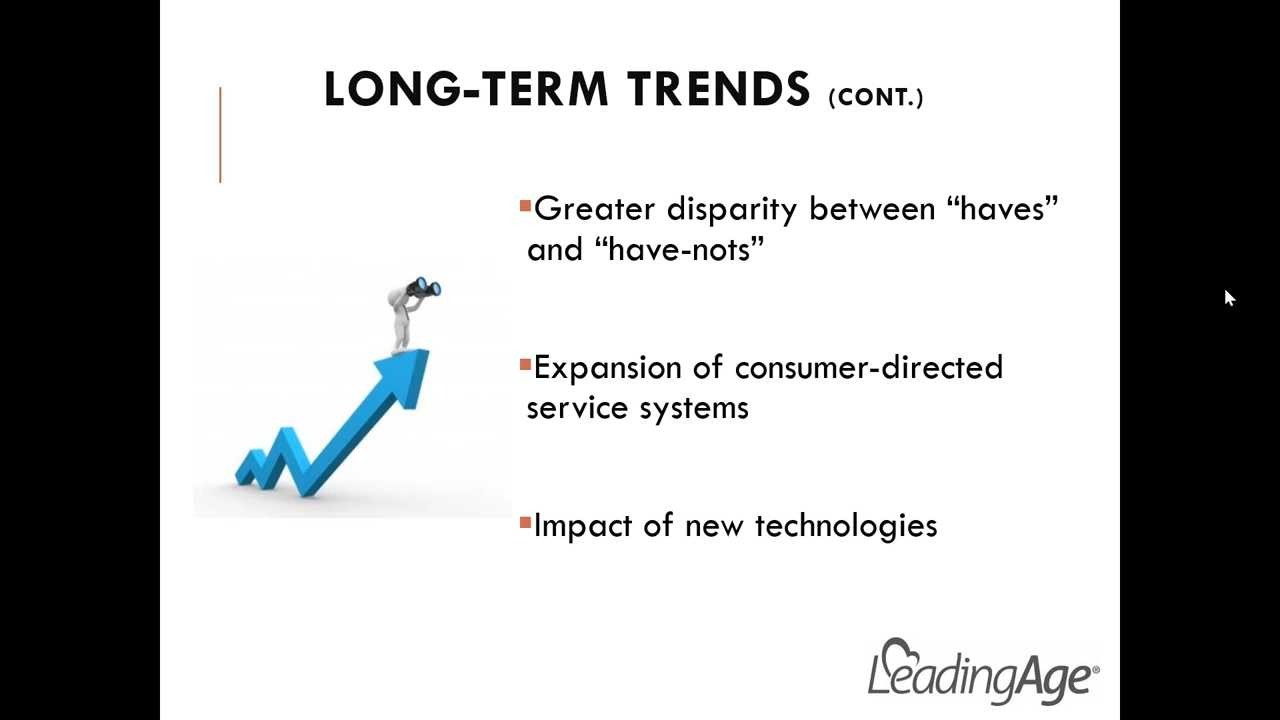 LONG-TERM TRENDS (CONT.)
▪Greater disparity between “haves”
and “have-nots”
▪Expansion of consumer-directed
service systems
▪Impact of new technologies
LeadingAge®